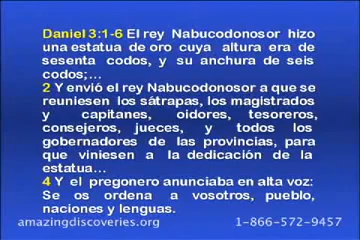 Daniel 3:1-6 El rey Nabucodonosor hizo
una estatua de oro cuya altura era de
sesenta codos, y su anchura de seis
codos;...
2 Y envió el rey Nabucodonosor a que se
reuniesen los sátrapas, los magistrados
y capitanes, oidores, tesoreros,
consejeros, jueces, y todos los
gobernadores de las provincias, para
que viniesen a la dedicación de la
estatua...
4 Y el pregonero anunciaba en alta voz:
Se os ordena a vosotros, pueblo,
naciones y lenguas.
amazingdiscoveries.org 1-866-572-9457